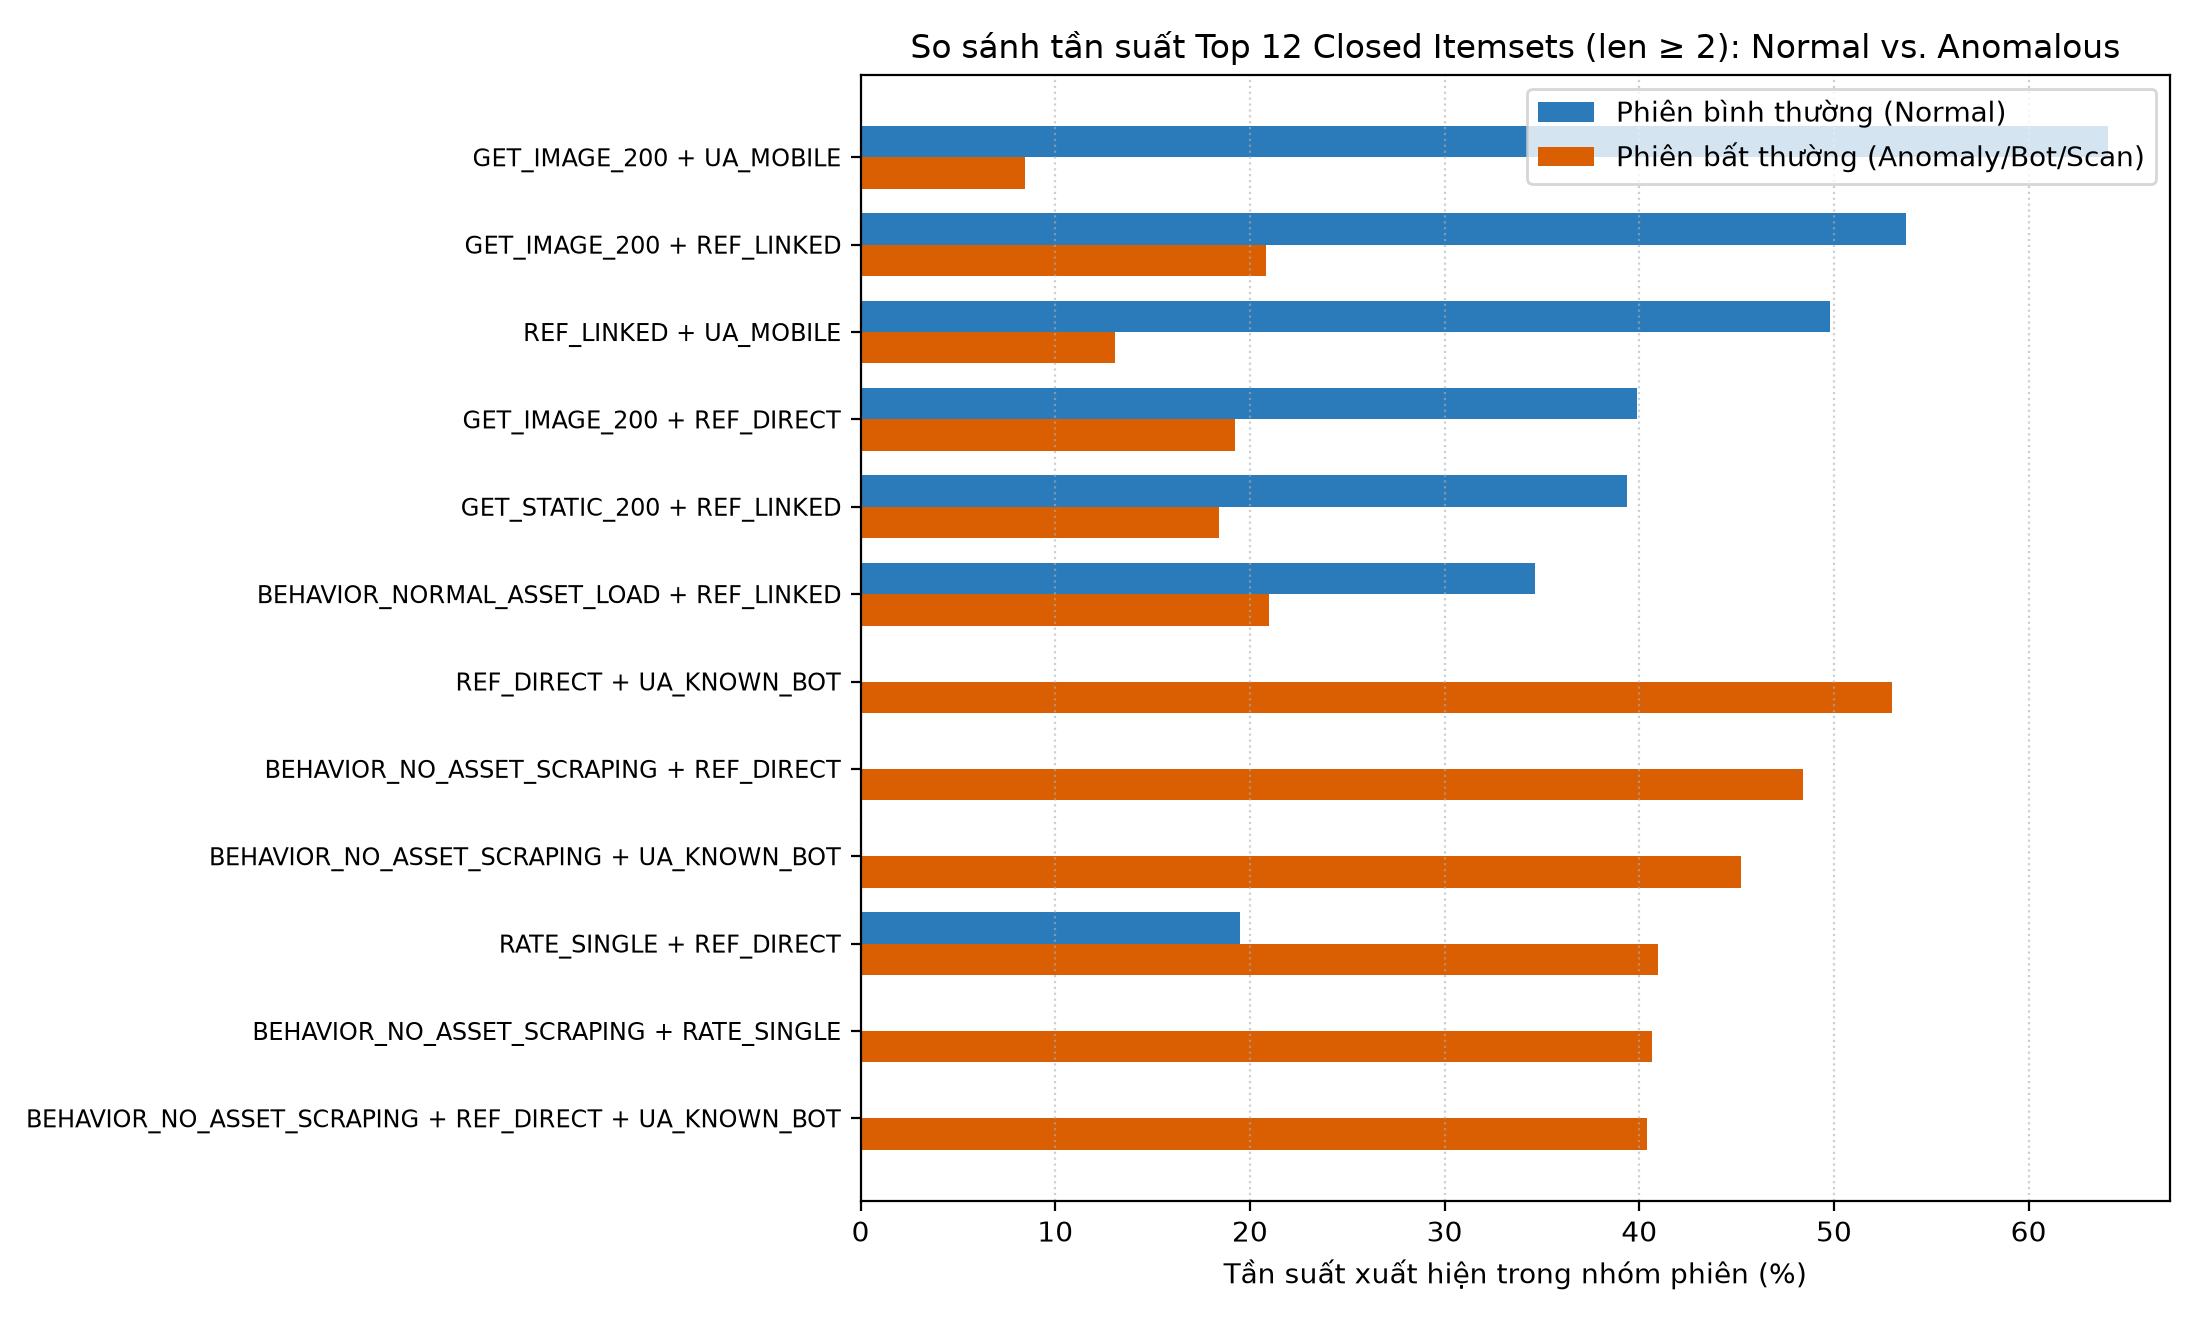 So sánh tần suất Top 12 Closed Itemsets (len ≥ 2): Normal vs. Anomalous
Phiên bình thường (Normal)
Phiên bất thường (Anomaly/Bot/Scan)
GET_IMAGE_200 + UA_MOBILE
GET_IMAGE_200 + REF_LINKED
REF_LINKED + UA_MOBILE
GET_IMAGE_200 + REF_DIRECT
GET_STATIC_200 + REF_LINKED
BEHAVIOR_NORMAL_ASSET_LOAD + REF_LINKED
REF_DIRECT + UA_KNOWN_BOT
BEHAVIOR_NO_ASSET_SCRAPING + REF_DIRECT
BEHAVIOR_NO_ASSET_SCRAPING + UA_KNOWN_BOT
RATE_SINGLE + REF_DIRECT
BEHAVIOR_NO_ASSET_SCRAPING + RATE_SINGLE
BEHAVIOR_NO_ASSET_SCRAPING + REF_DIRECT + UA_KNOWN_BOT
0 10 20 30 40 50 60
Tần suất xuất hiện trong nhóm phiên (%)